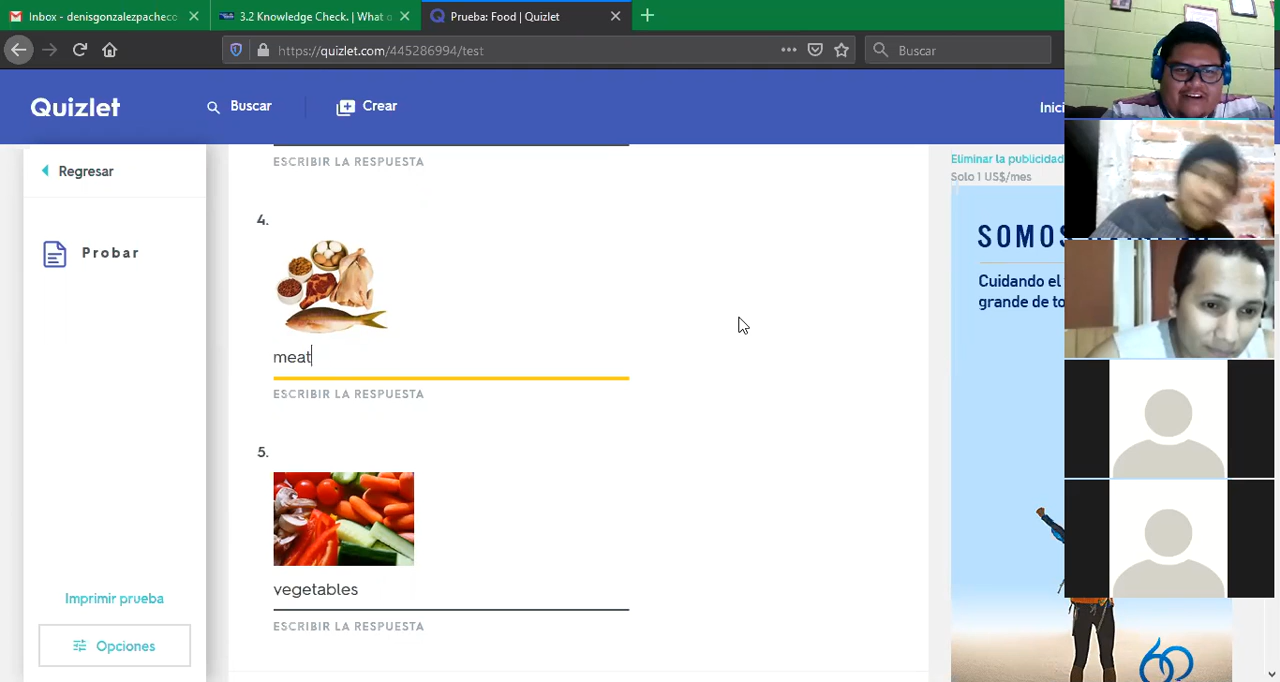 Inbox - denisgonzalezpachecc
3.2 Knowledge Check. | What o
Prueba: Food | Quizlet
https://quizlet.com/445286994/test
Buscar
Quizlet
Buscar
Crear
Inici
Regresar
Probar
Imprimir prueba
Opciones
ESCRIBIR LA RESPUESTA
4.
meat
ESCRIBIR LA RESPUESTA
5.
vegetables
ESCRIBIR LA RESPUESTA
Eliminar la publicidad
Solo 1 US$/mes
SOMOS
Cuidando el
grande de to
60